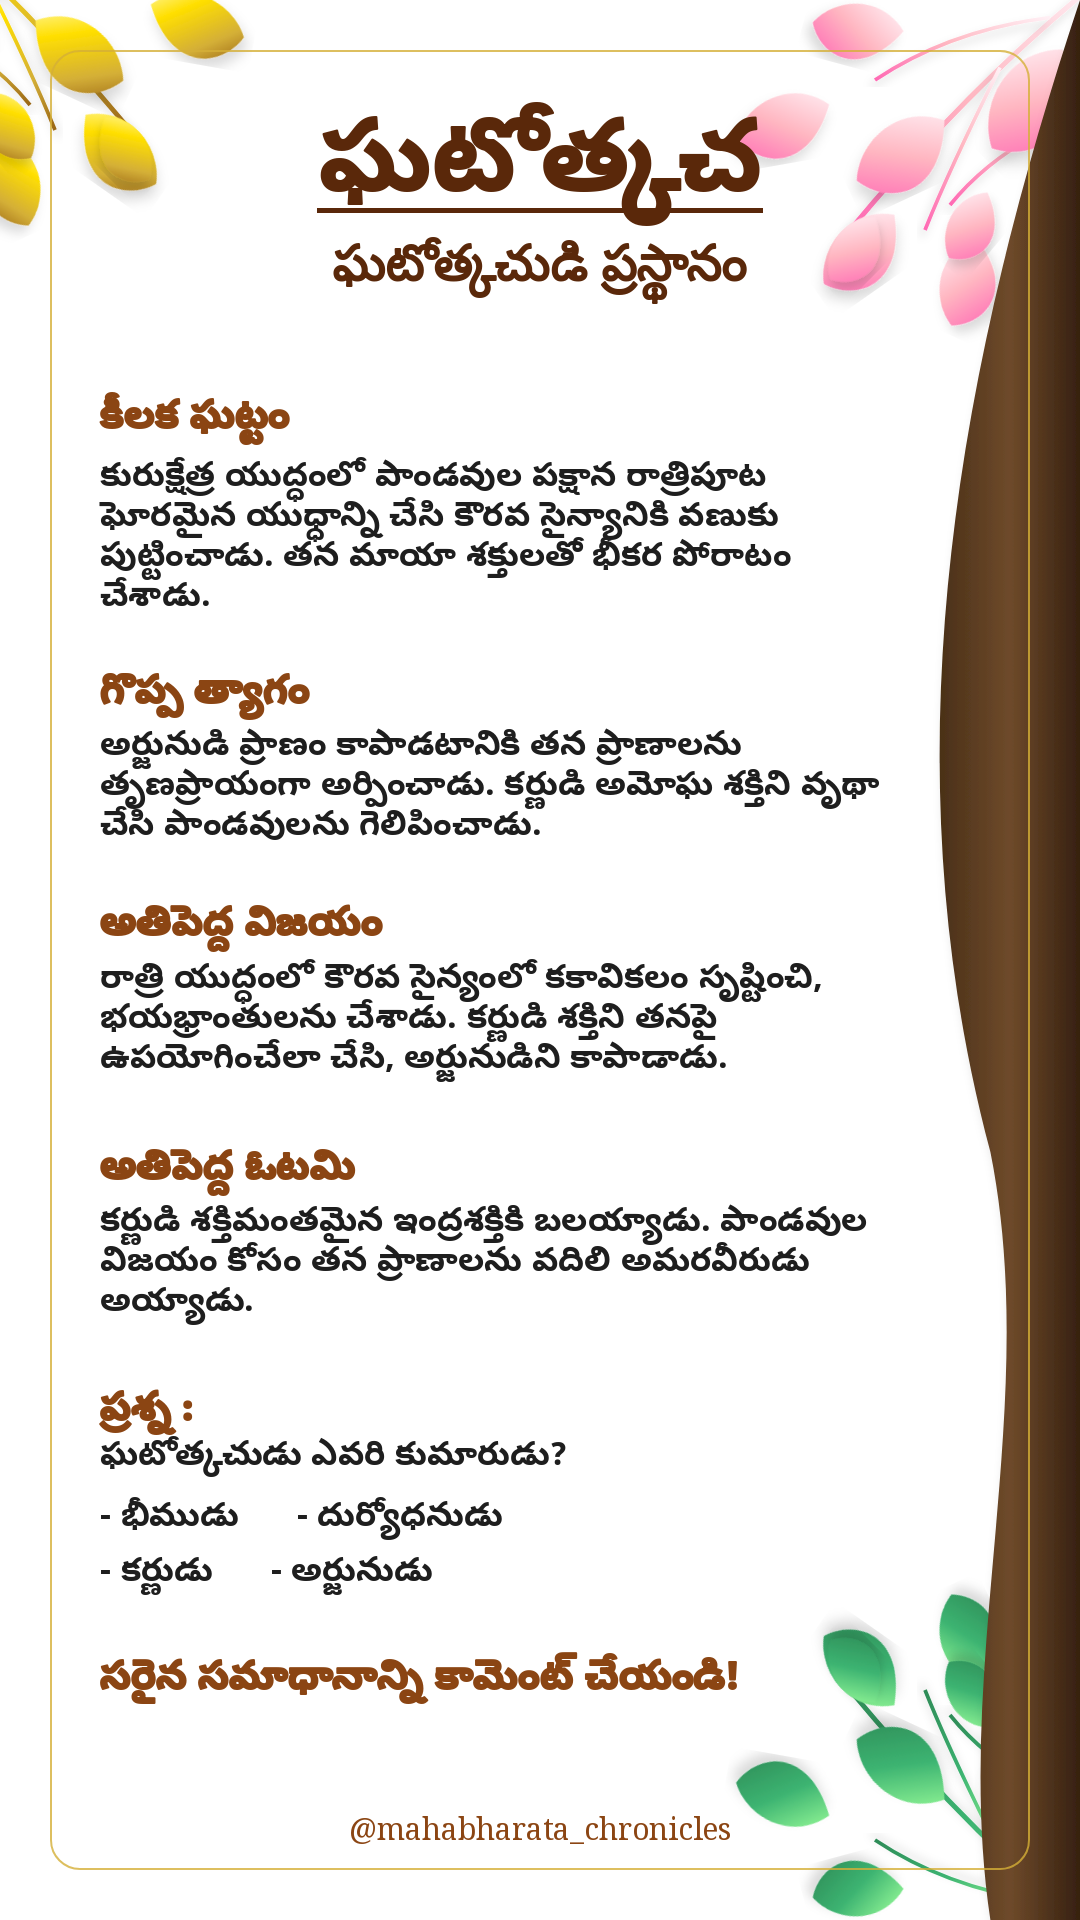 ఘటోత్కచ
ఘటోత్కచుడి ప్రస్థానం
కీలక ఘట్టం
కురుక్షేత్ర యుద్ధంలో పాండవుల పక్షాన రాత్రిపూట
ఘోరమైన యుధ్ధాన్ని చేసి కౌరవ సైన్యానికి వణుకు
పుట్టించాడు. తన మాయా శక్తులతో భీకర పోరాటం
చేశాడు.
గొప్ప త్యాగం
అర్జునుడి ప్రాణం కాపాడటానికి తన ప్రాణాలను
తృణప్రాయంగా అర్పించాడు. కర్ణుడి అమోఘ శక్తిని వృథా
చేసి పాండవులను గెలిపించాడు.
అతిపెద్ద విజయం
రాత్రి యుద్ధంలో కౌరవ సైన్యంలో కకావికలం సృష్టించి,
భయభ్రాంతులను చేశాడు. కర్ణుడి శక్తిని తనపై
ఉపయోగించేలా చేసి, అర్జునుడిని కాపాడాడు.
అతిపెద్ద ఓటమి
కర్ణుడి శక్తిమంతమైన ఇంద్రశక్తికి బలయ్యాడు. పాండవుల
విజయం కోసం తన ప్రాణాలను వదిలి అమరవీరుడు
అయ్యాడు.
ప్రశ్న :
ఘటోత్కచుడు ఎవరి కుమారుడు?
- భీముడు - దుర్యోధనుడు
- కర్ణుడు - అర్జునుడు
సరైన సమాధానాన్ని కామెంట్ చేయండి!
@mahabharata_chronicles